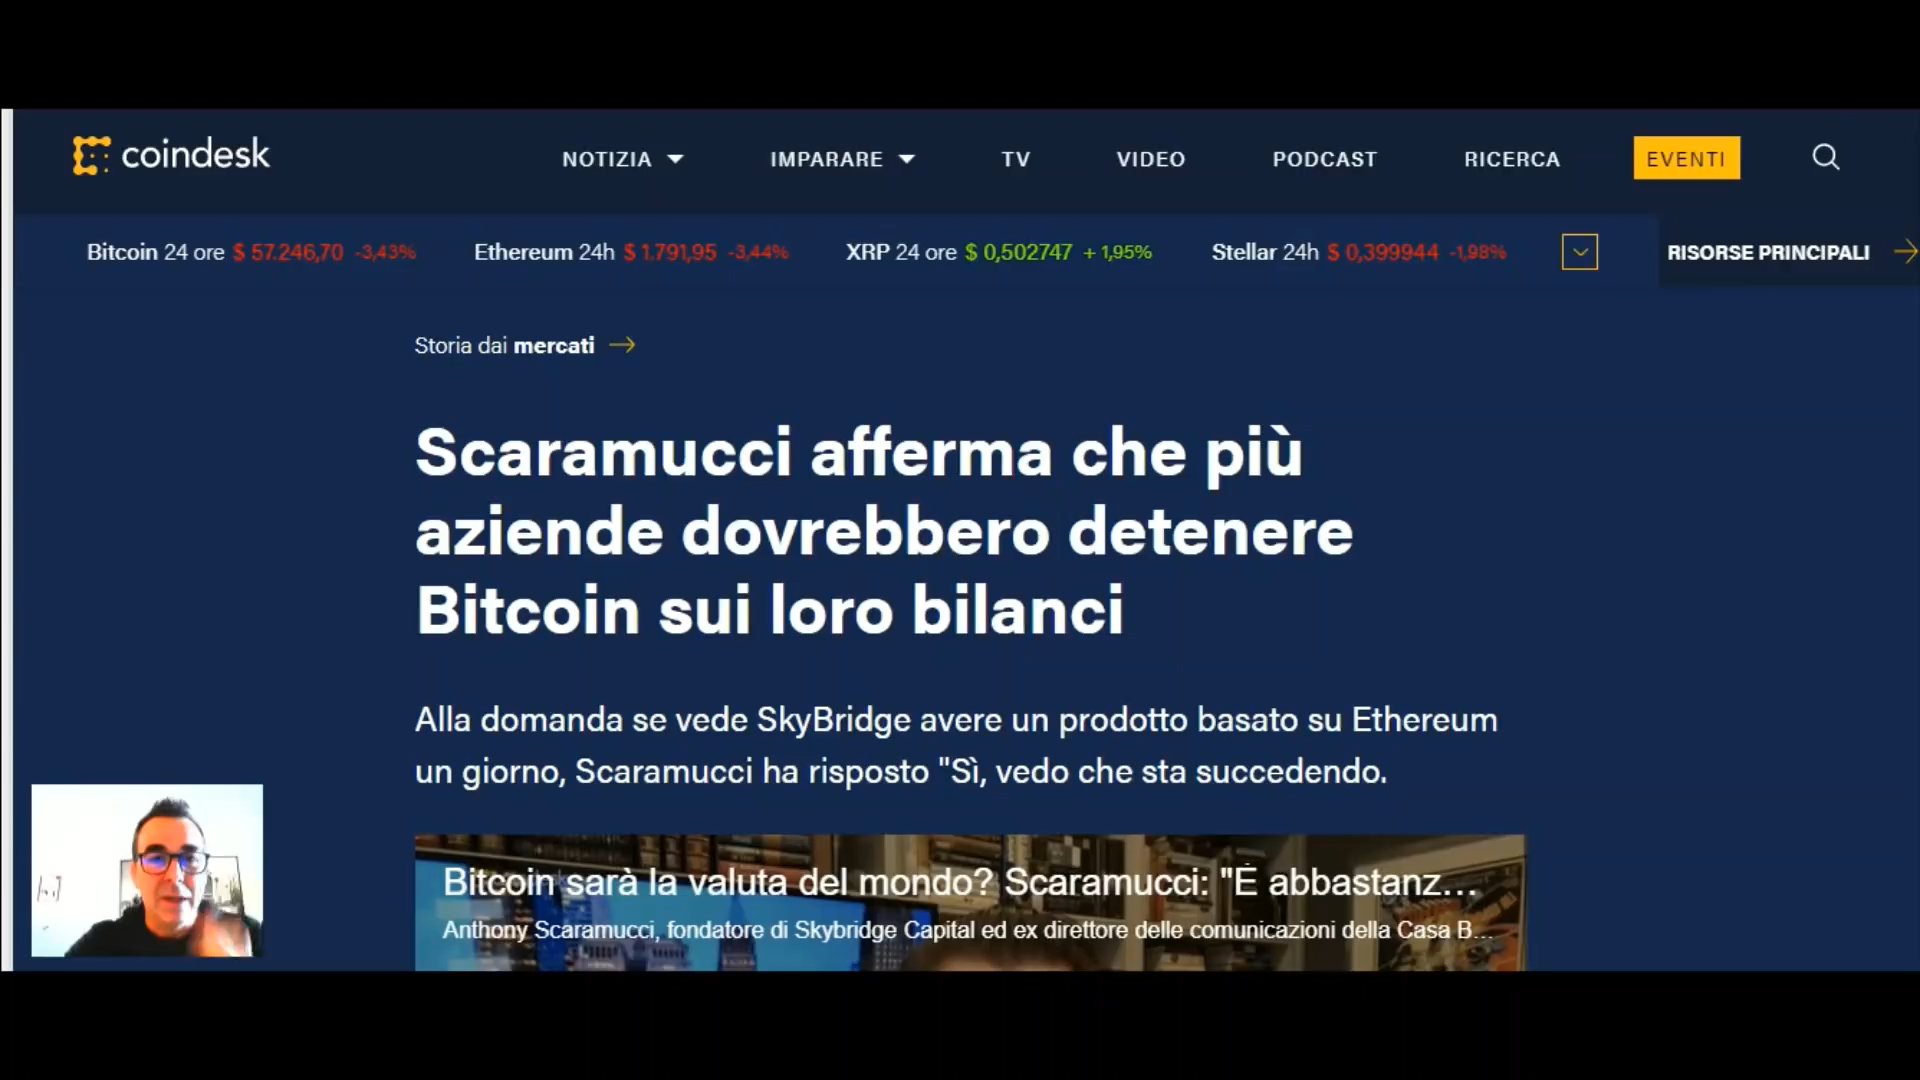 coindesk
NOTIZIA
IMPARARE
TV
VIDEO
PODCAST
RICERCA
EVENTI
Bitcoin 24 ore $ 57.246,70 -3,43%
Ethereum 24h $ 1.791,95 -3,44%
XRP 24 ore $ 0,502747 + 1,95%
Stellar 24h $ 0,399944 -1,98%
RISORSE PRINCIPALI
Storia dai mercati
Scaramucci afferma che più
aziende dovrebbero detenere
Bitcoin sui loro bilanci
Alla domanda se vede SkyBridge avere un prodotto basato su Ethereum
un giorno, Scaramucci ha risposto "Sì, vedo che sta succedendo.
Bitcoin sarà la valuta del mondo? Scaramucci: "È abbastanz...
Anthony Scaramucci, fondatore di Skybridge Capital ed ex direttore delle comunicazioni della Casa B...